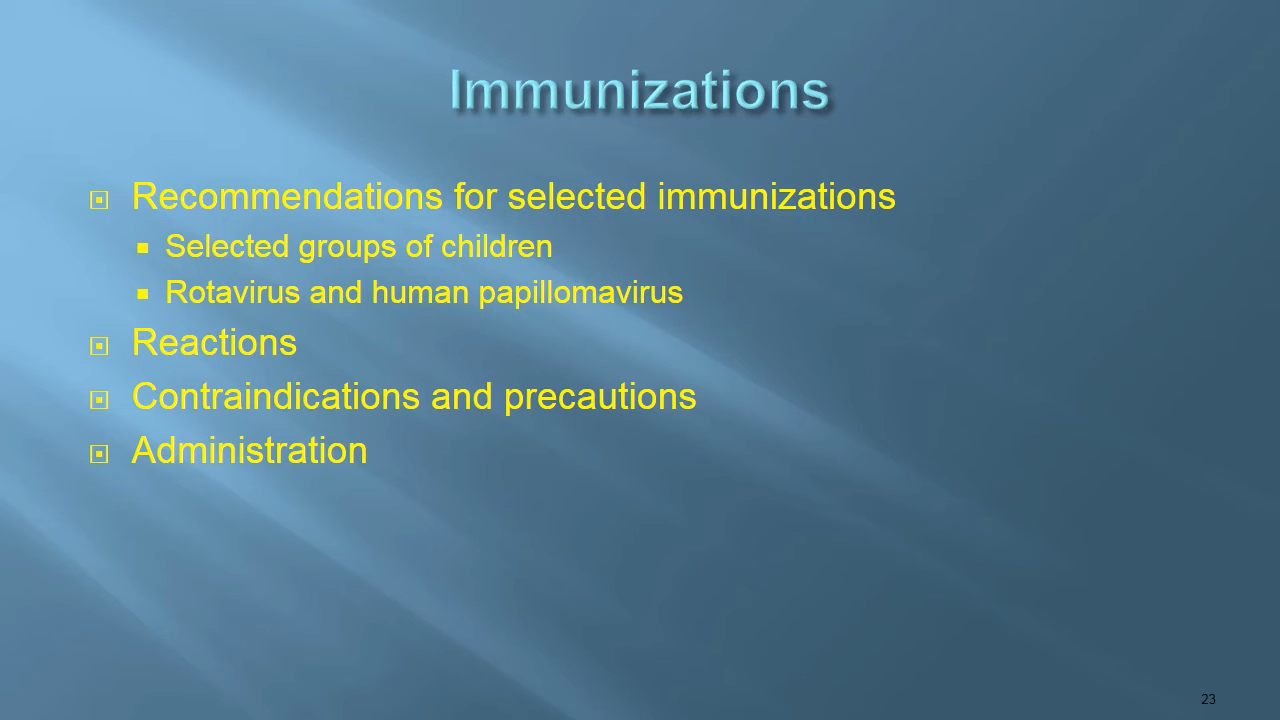 Immunizations
Recommendations for selected immunizations
Selected groups of children
Rotavirus and human papillomavirus
Reactions
Contraindications and precautions
Administration
23